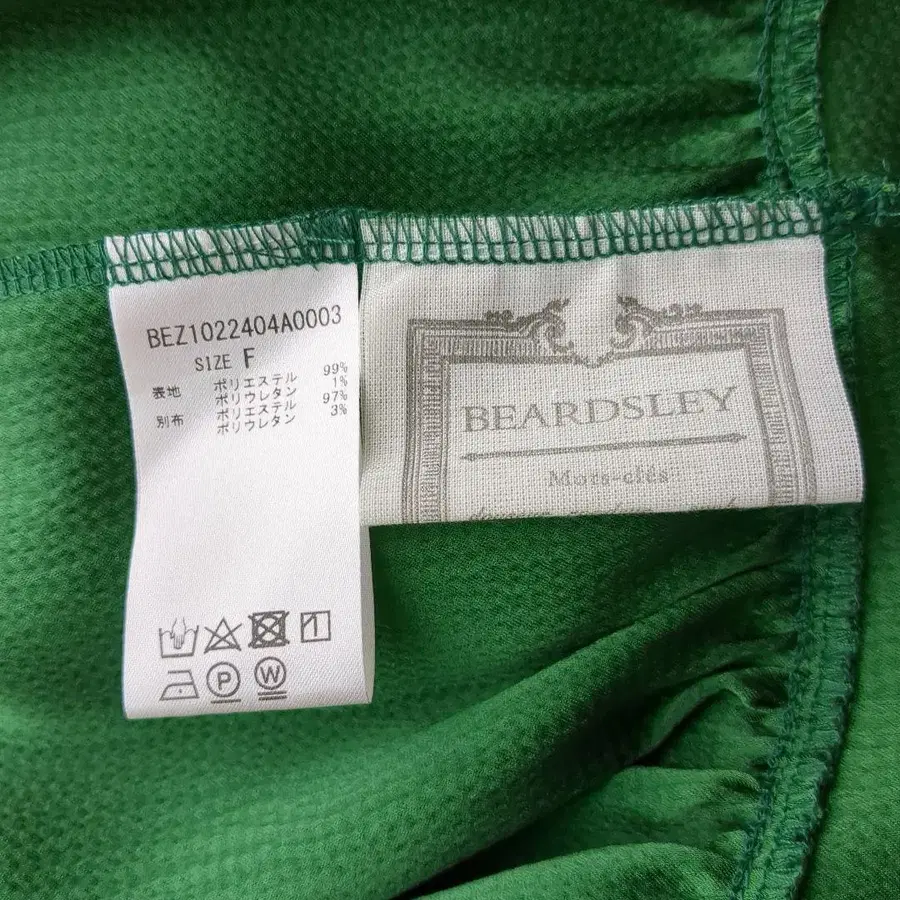 BEZ1022404A0003
SIZE F
表地 ポリエステル 99%
ポリウレタン 1%
別布 ポリエステル 97%
ポリウレタン 3%
P W
BEARDSLEY
Mots-clés